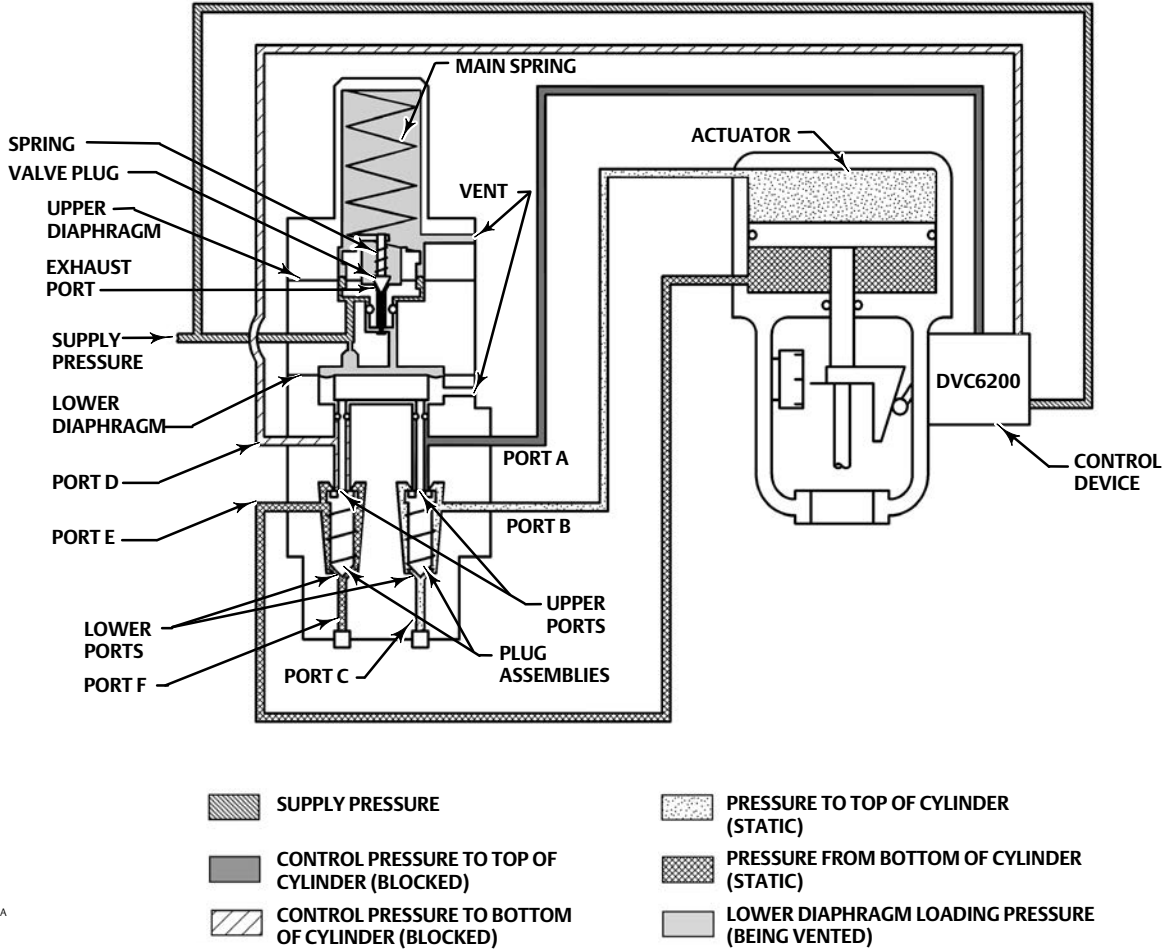 MAIN SPRING
SPRING
VALVE PLUG
UPPER
DIAPHRAGM
EXHAUST
PORT
SUPPLY
PRESSURE
LOWER
DIAPHRAGM
PORT D
PORT E
LOWER
PORTS
PORT F
PORT C
VENT
PORT A
PORT B
UPPER
PORTS
PLUG
ASSEMBLIES
ACTUATOR
DVC6200
CONTROL
DEVICE
SUPPLY PRESSURE
CONTROL PRESSURE TO TOP OF
CYLINDER (BLOCKED)
CONTROL PRESSURE TO BOTTOM
OF CYLINDER (BLOCKED)
PRESSURE TO TOP OF CYLINDER
(STATIC)
PRESSURE FROM BOTTOM OF CYLINDER
(STATIC)
LOWER DIAPHRAGM LOADING PRESSURE
(BEING VENTED)
A